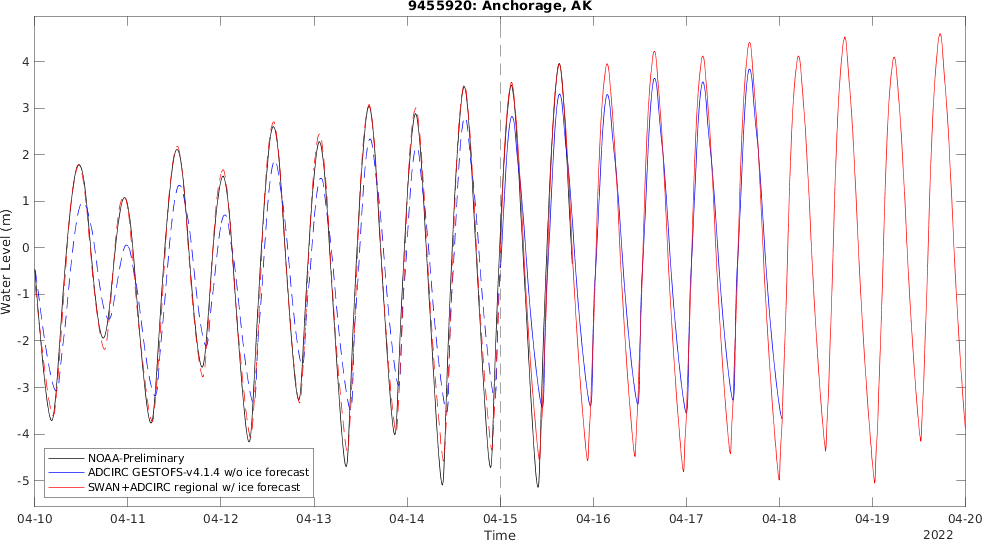 9455920: Anchorage, AK
Water Level (m)
4
3
2
1
0
-1
-2
-3
-4
-5
NOAA-Preliminary
ADCIRC GESTOFS-v4.1.4 w/o ice forecast
SWAN+ADCIRC regional w/ ice forecast
04-10 04-11 04-12 04-13 04-14 04-15 04-16 04-17 04-18 04-19 04-20
Time
2022